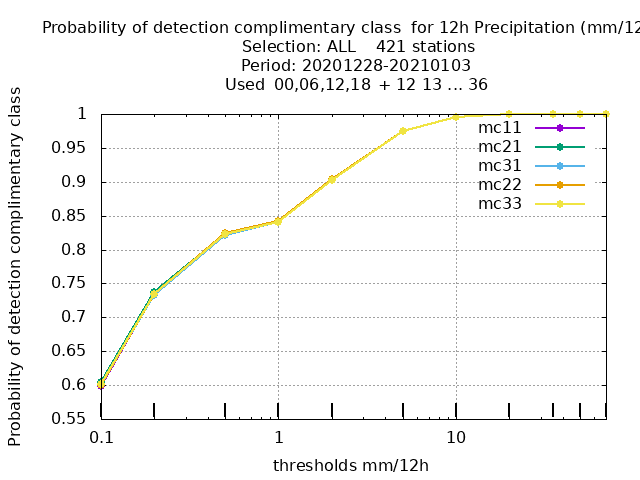 Probability of detection complimentary class  for 12h Precipitation (mm/12
Selection: ALL    421 stations
Period: 20201228-20210103
Used  00,06,12,18  + 12 13 ... 36
Probability of detection complimentary class
1
0.95
0.9
0.85
0.8
0.75
0.7
0.65
0.6
0.55
mc11
mc21
mc31
mc22
mc33
0.1 1 10
thresholds mm/12h